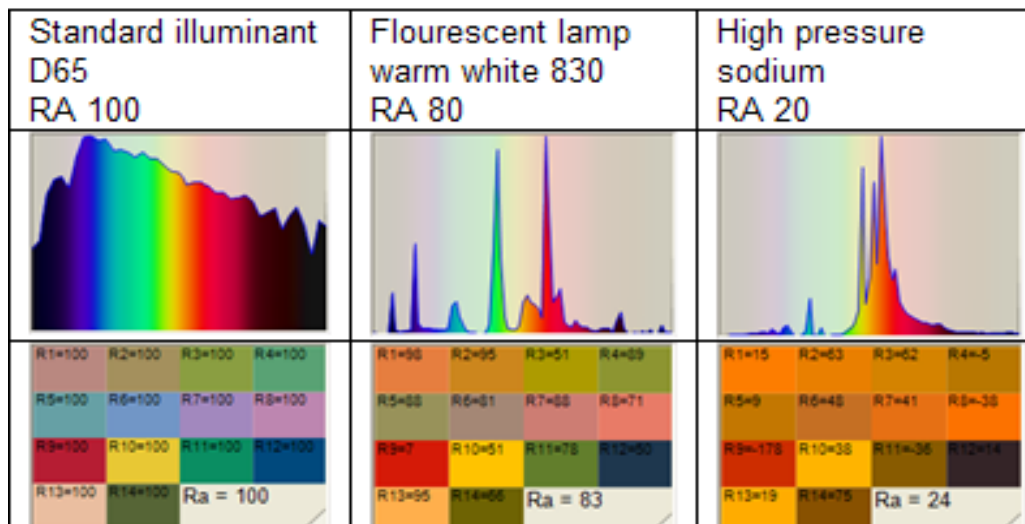 Standard illuminant
D65
RA 100
Flourescent lamp
warm white 830
RA 80
High pressure
sodium
RA 20
R1=100 R2=100 R3=100 R4=100
R5=100 R6=100 R7=100 R8=100
R9=100 R10=100 R11=100 R12=100
R13=100 R14=100 Ra = 100
R1=98 R2=95 R3=51 R4=89
R5=88 R6=81 R7=88 R8=71
R9=7 R10=51 R11=78 R12=50
R13=95 R14=66 Ra = 83
R1=15 R2=63 R3=62 R4=-5
R5=9 R6=48 R7=41 R8=-38
R9=-178 R10=38 R11=-36 R12=14
R13=19 R14=75 Ra = 24